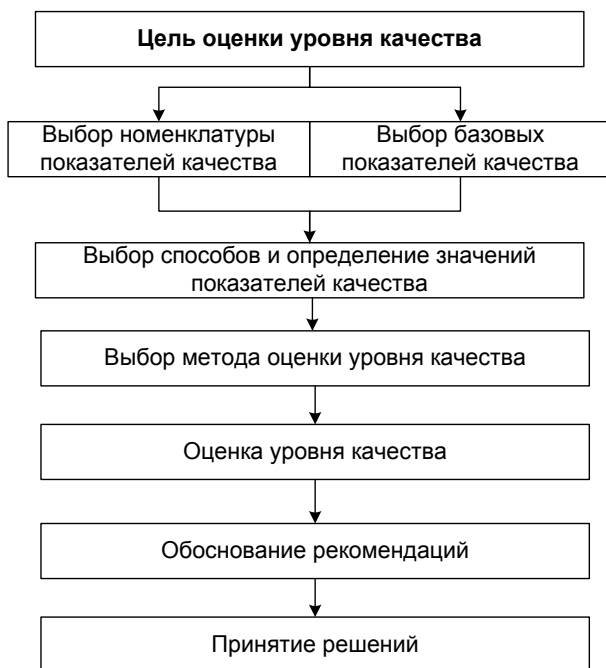 Цель оценки уровня качества
Выбор номенклатуры
показателей качества
Выбор базовых
показателей качества
Выбор способов и определение значений
показателей качества
Выбор метода оценки уровня качества
Оценка уровня качества
Обоснование рекомендаций
Принятие решений